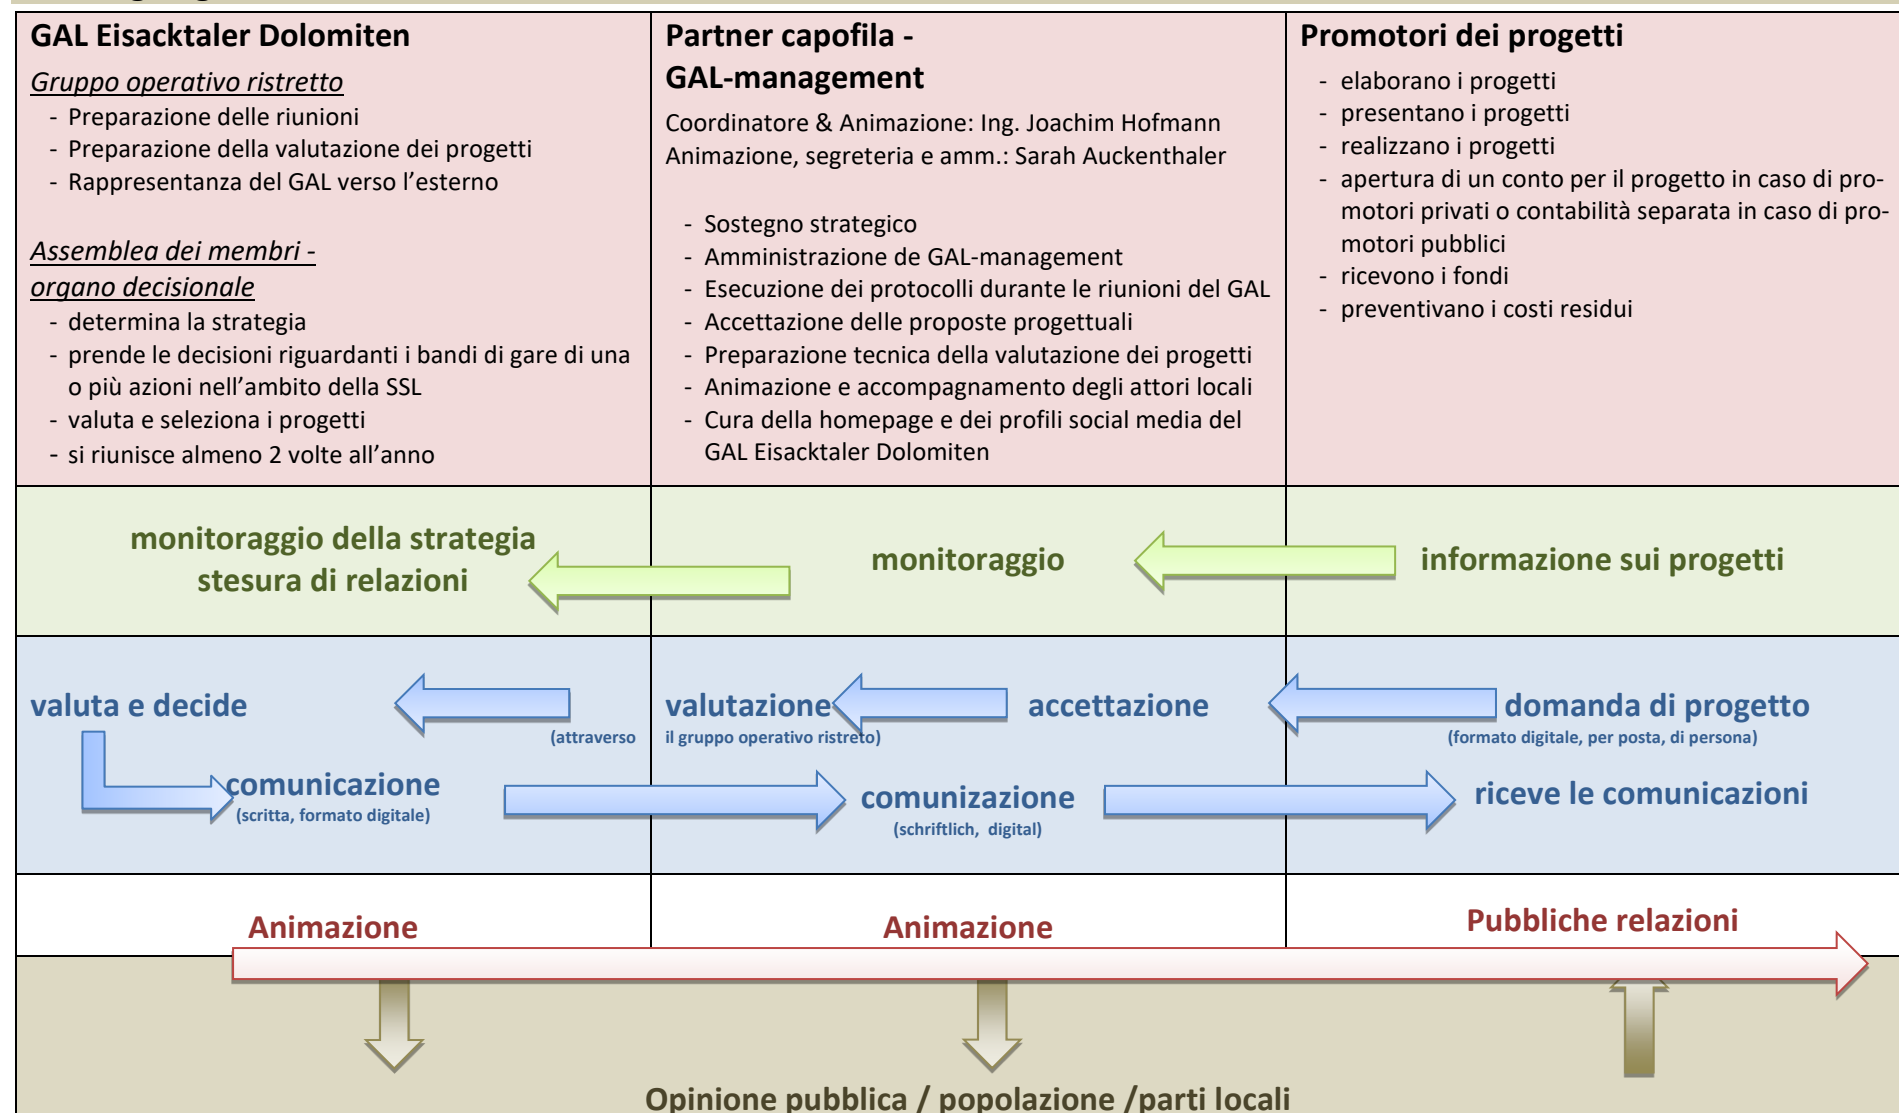 GAL Eisacktaler Dolomiten
Gruppo operativo ristretto
- Preparazione delle riunioni
- Preparazione della valutazione dei progetti
- Rappresentanza del GAL verso l'esterno
Assemblea dei membri -
organo decisionale
- determina la strategia
- prende le decisioni riguardanti i bandi di gare di una
o più azioni nell'ambito della SSL
- valuta e seleziona i progetti
- si riunisce almeno 2 volte all'anno
Partner capofila -
GAL-management
Coordinatore & Animazione: Ing. Joachim Hofmann
Animazione, segreteria e amm.: Sarah Auckenthaler
- Sostegno strategico
- Amministrazione de GAL-management
- Esecuzione dei protocolli durante le riunioni del GAL
- Accettazione delle proposte progettuali
- Preparazione tecnica della valutazione dei progetti
- Animazione e accompagnamento degli attori locali
- Cura della homepage e dei profili social media del
GAL Eisacktaler Dolomiten
Promotori dei progetti
- elaborano i progetti
- presentano i progetti
- realizzano i progetti
- apertura di un conto per il progetto in caso di pro-
motori privati o contabilità separata in caso di pro-
motori pubblici
- ricevono i fondi
- preventivano i costi residui
monitoraggio della strategia
stesura di relazioni
monitoraggio
informazione sui progetti
valuta e decide
(attraverso
valutazione
il gruppo operativo ristreto)
accettazione
domanda di progetto
(formato digitale, per posta, di persona)
comunicazione
(scritta, formato digitale)
comunizazione
(schriftlich, digital)
riceve le comunicazioni
Animazione
Animazione
Pubbliche relazioni
Opinione pubblica / popolazione /parti locali